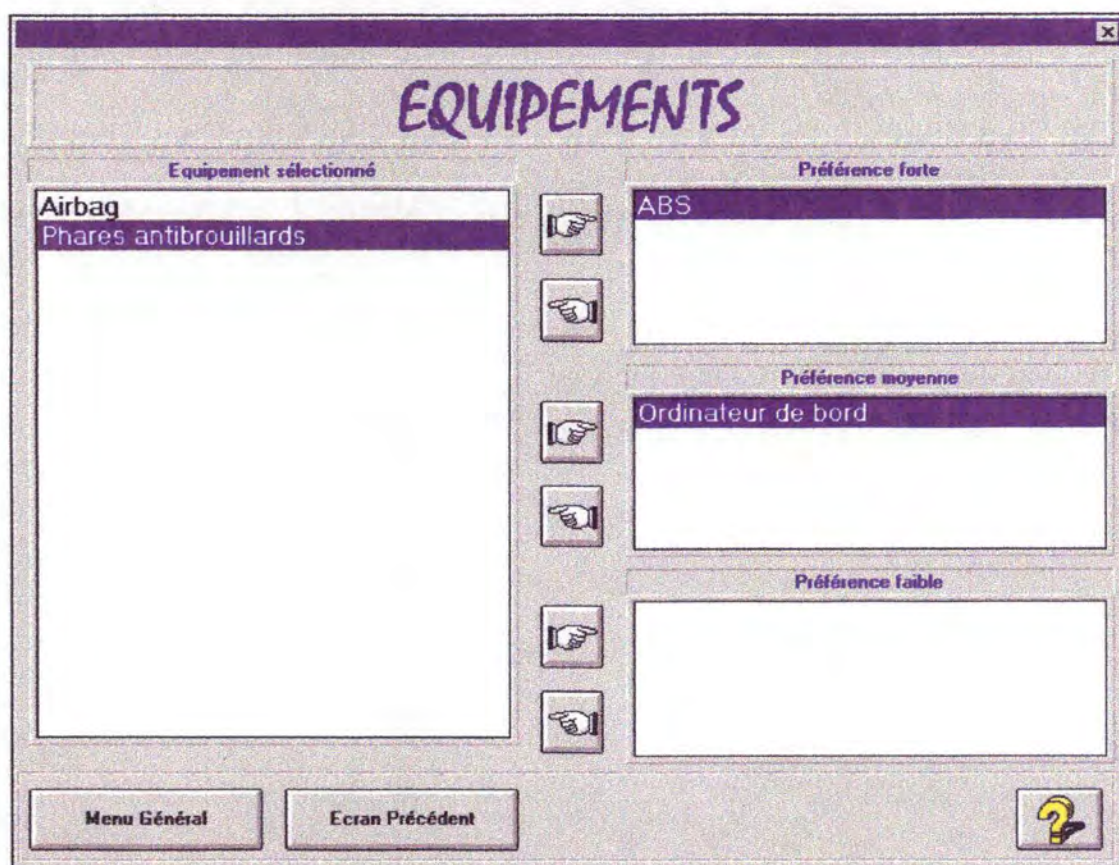 EQUIPEMENTS
Equipement sélectionné
Airbag
Phares antibrouillards
Préférence forte
ABS
Préférence moyenne
Ordinateur de bord
Préférence faible
Menu Général
Ecran Précédent